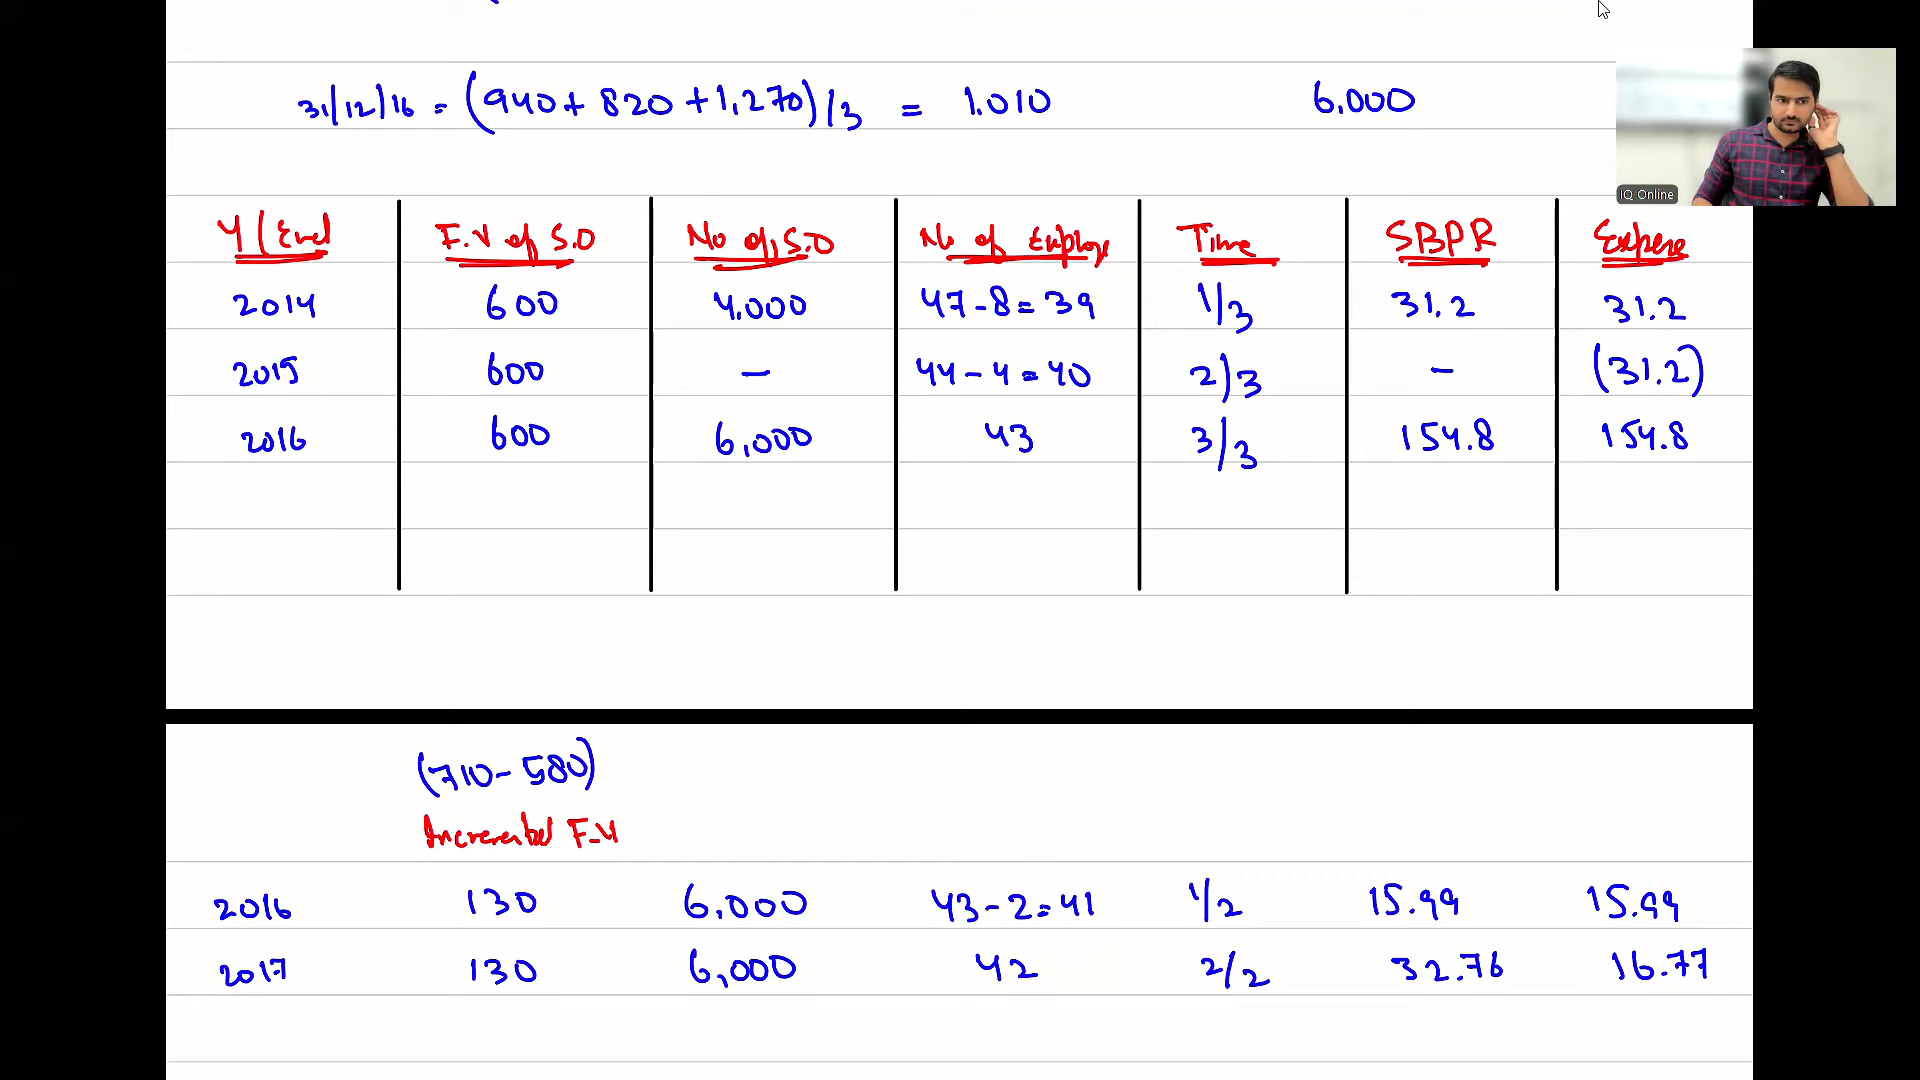 31/12/16 = (940 + 820 + 1,270)/3 = 1.010 6,000
IQ Online
Y/End F.V of S.O No of S.O No of Employe Time SBPR Expense
2014 600 4,000 47-8 = 39 1/3 31.2 31.2
2015 600 — 44-4 = 40 2/3 — (31.2)
2016 600 6,000 43 3/3 154.8 154.8
(710-580)
Incremental F.V
2016 130 6,000 43-2=41 1/2 15.99 15.99
2017 130 6,000 42 2/2 32.76 16.77